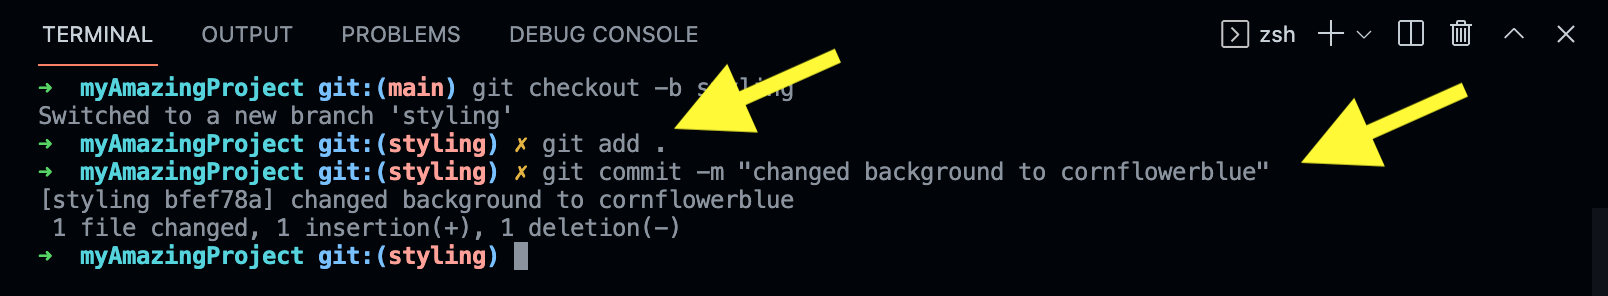 TERMINAL OUTPUT PROBLEMS DEBUG CONSOLE zsh
➜ myAmazingProject git:(main) git checkout -b styling
Switched to a new branch 'styling'
➜ myAmazingProject git:(styling) ✗ git add .
➜ myAmazingProject git:(styling) ✗ git commit -m "changed background to cornflowerblue"
[styling bfef78a] changed background to cornflowerblue
1 file changed, 1 insertion(+), 1 deletion(-)
➜ myAmazingProject git:(styling)